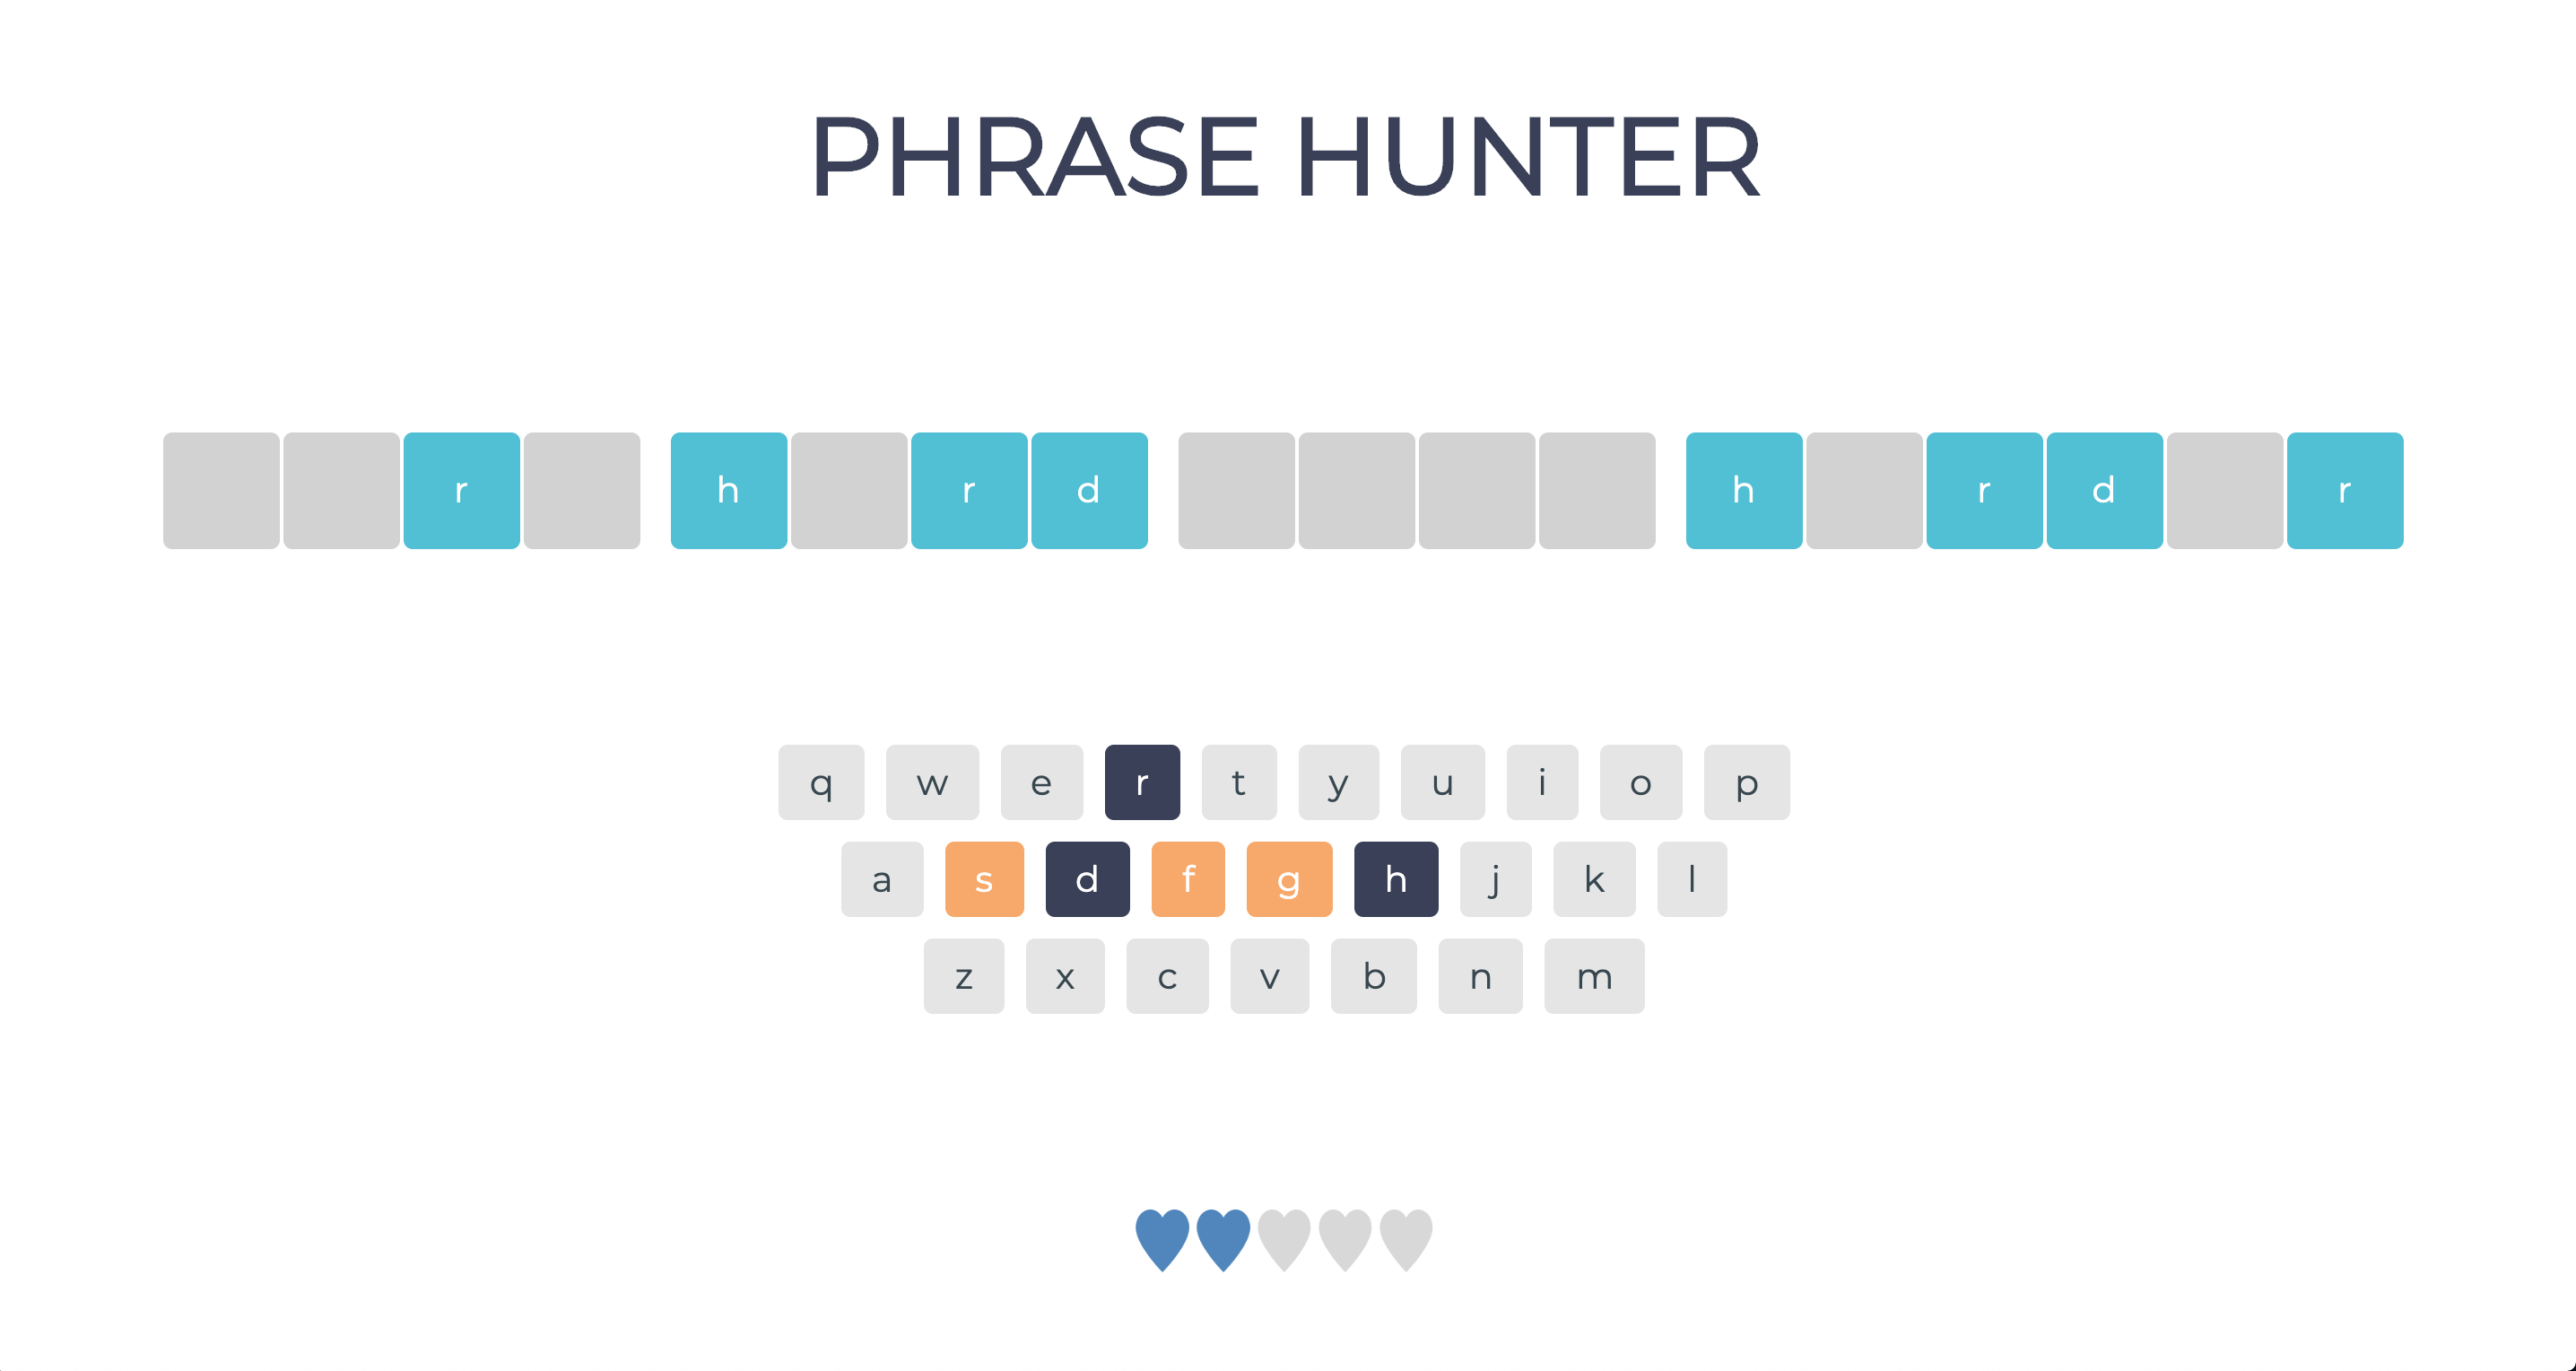 PHRASE HUNTER
r h r d h r d r
q w e r t y u i o p
a s d f g h j k l
z x c v b n m